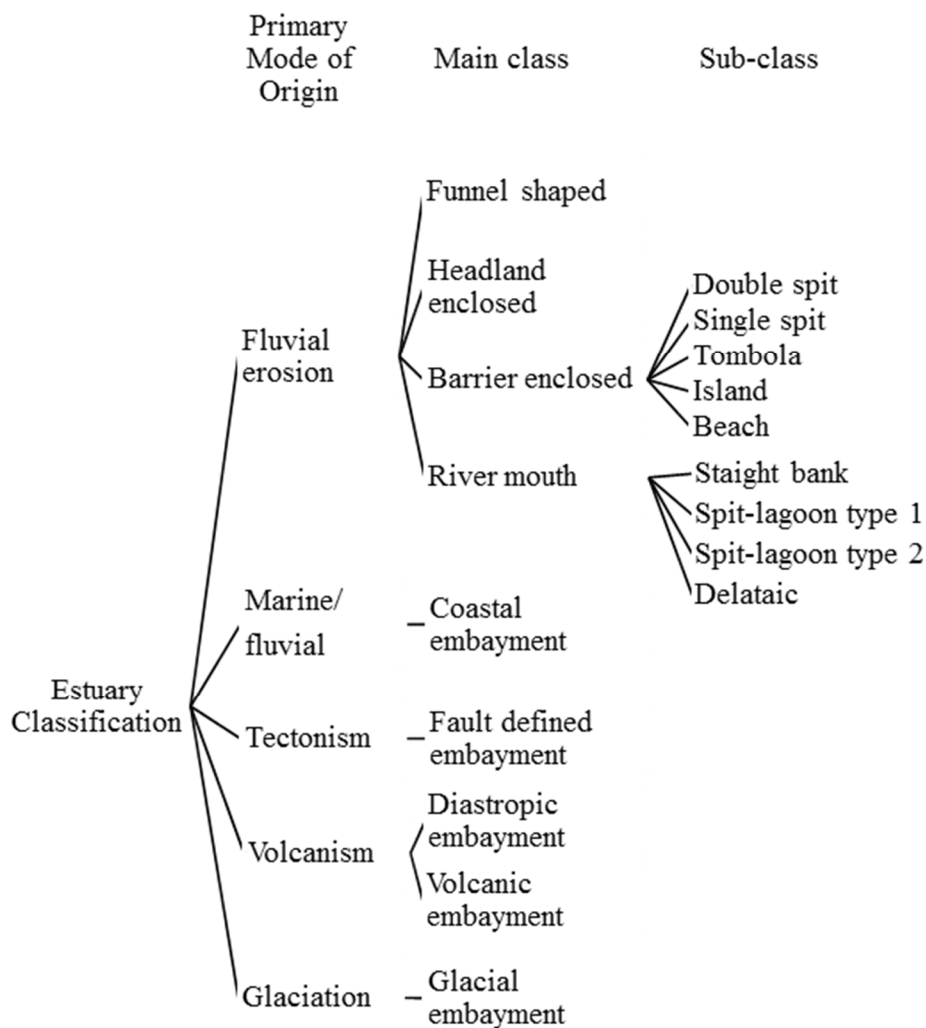 Primary
Mode of
Origin
Main class
Sub-class
Funnel shaped
Headland
enclosed
Double spit
Single spit
Fluvial
erosion
Tombola
Barrier enclosed
Island
Beach
River mouth
Staight bank
Spit-lagoon type 1
Spit-lagoon type 2
Delataic
Marine/
fluvial
Coastal
embayment
Estuary
Classification
Tectonism
Fault defined
embayment
Diastropic
embayment
Volcanism
Volcanic
embayment
Glaciation
Glacial
embayment